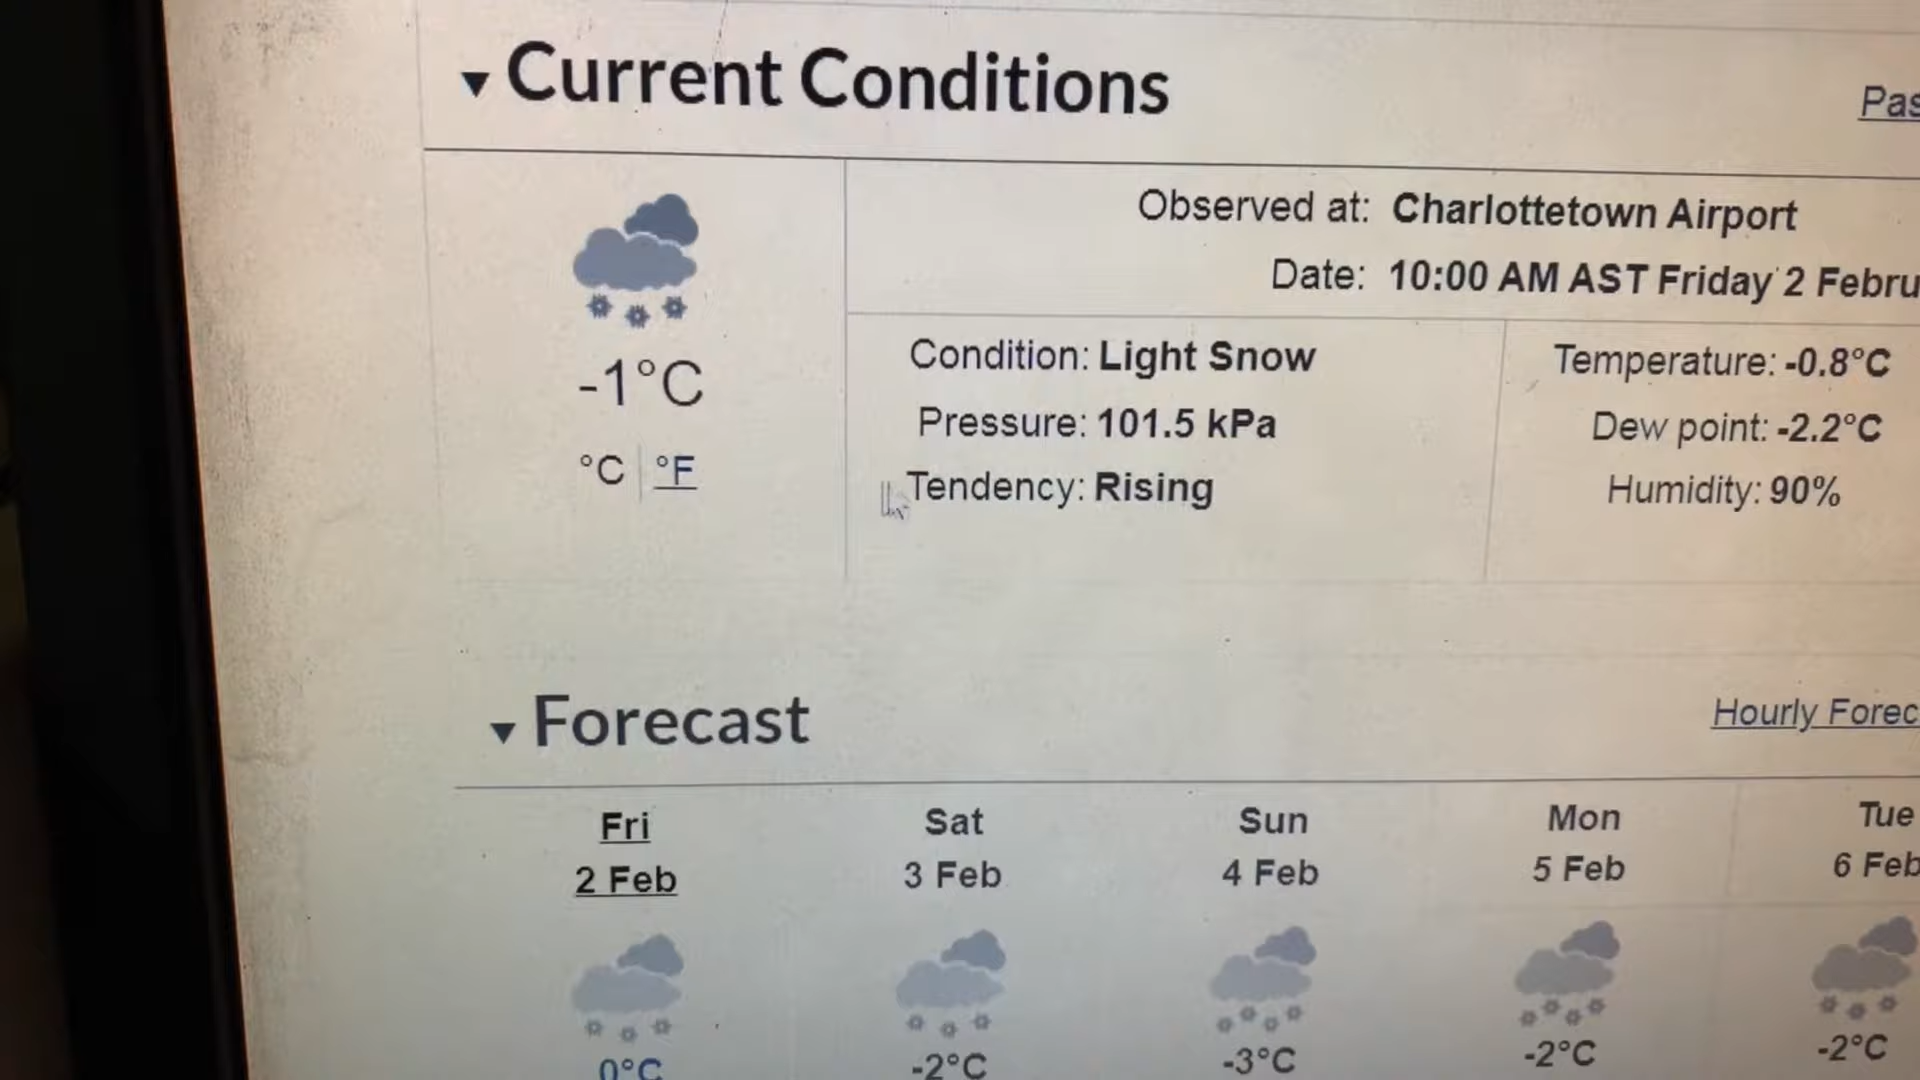 ▾ Current Conditions
Pas
Observed at: Charlottetown Airport
Date: 10:00 AM AST Friday 2 Febru
-1°C
°C | °F
Condition: Light Snow
Pressure: 101.5 kPa
Tendency: Rising
Temperature: -0.8°C
Dew point: -2.2°C
Humidity: 90%
▾ Forecast
Hourly Forec
Fri
2 Feb
0°C
Sat
3 Feb
-2°C
Sun
4 Feb
-3°C
Mon
5 Feb
-2°C
Tue
6 Feb
-2°C